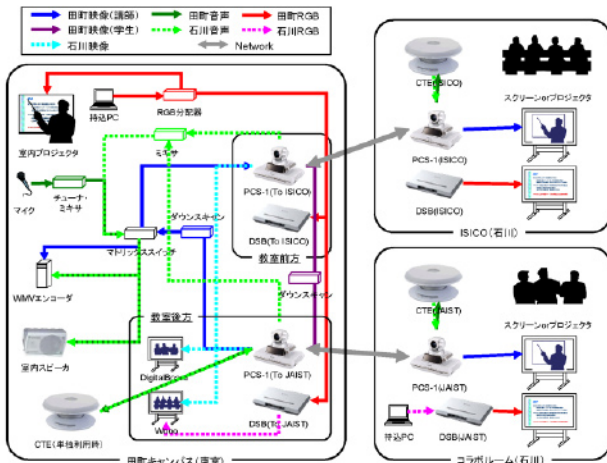 田町映像(講師)
田町音声
田町RGB
田町映像(学生)
石川音声
石川RGB
石川映像
Network
室内プロジェクタ
持込PC
RGB分配器
ミキサ
マイク
チューナ・
ミキサ
マトリックススイッチ
ダウンスキャン
PCS-1(To ISICO)
DSB(To ISICO)
教室前方
ダウンスキャン
WMVエンコーダ
室内スピーカ
教室後方
PCS-1(To JAIST)
DSB(To JAIST)
CTE(単独利用時)
田町キャンパス(東京)
CTE(ISICO)
スクリーンorプロジェクタ
PCS-1(ISICO)
DSB(ISICO)
ISICO(石川)
CTE(JAIST)
スクリーンorプロジェクタ
PCS-1(JAIST)
持込PC
DSB(JAIST)
コラボルーム(石川)